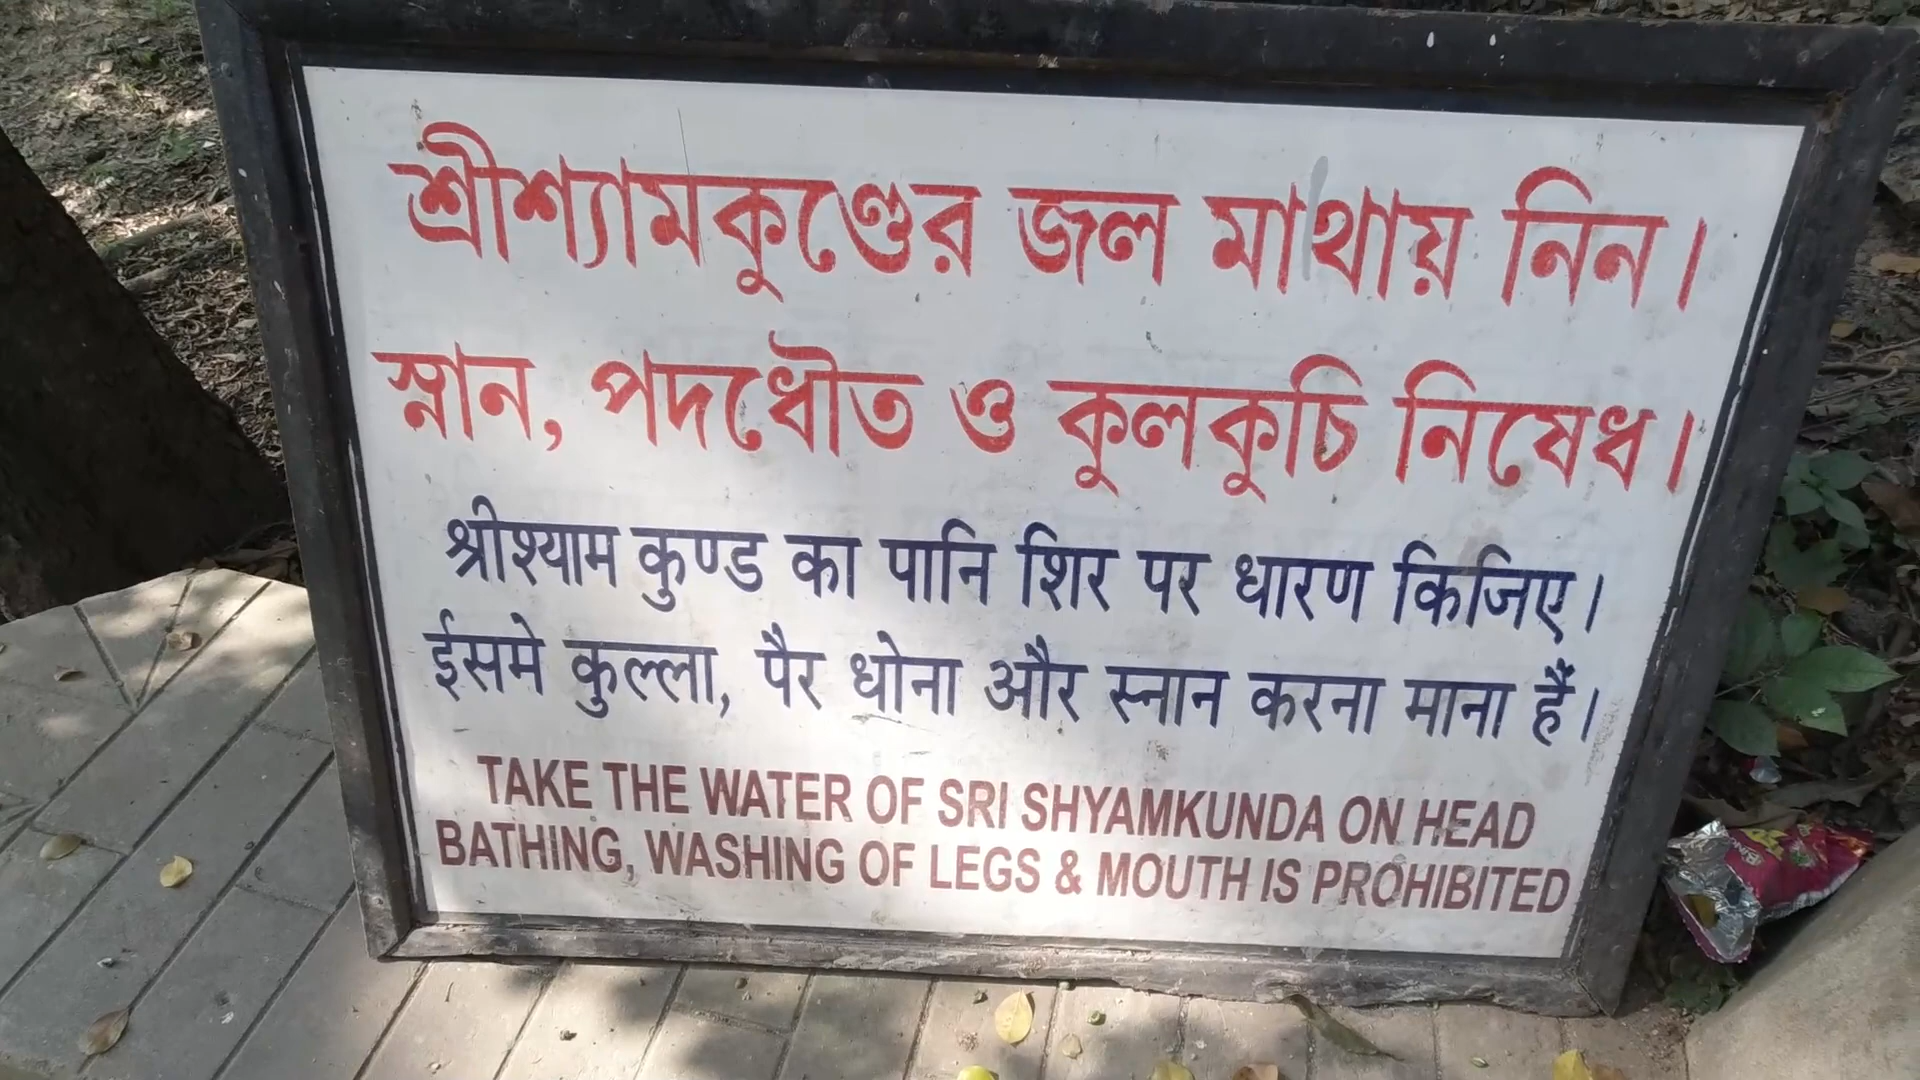 শ্রীশ্যামকুণ্ডের জল মাথায় নিন।
স্নান, পদধৌত ও কুলকুচি নিষেধ।
श्रीश्याम कुण्ड का पानि शिर पर धारण किजिए।
ईसमे कुल्ला, पैर धोना और स्नान करना माना हैं।
TAKE THE WATER OF SRI SHYAMKUNDA ON HEAD
BATHING, WASHING OF LEGS & MOUTH IS PROHIBITED